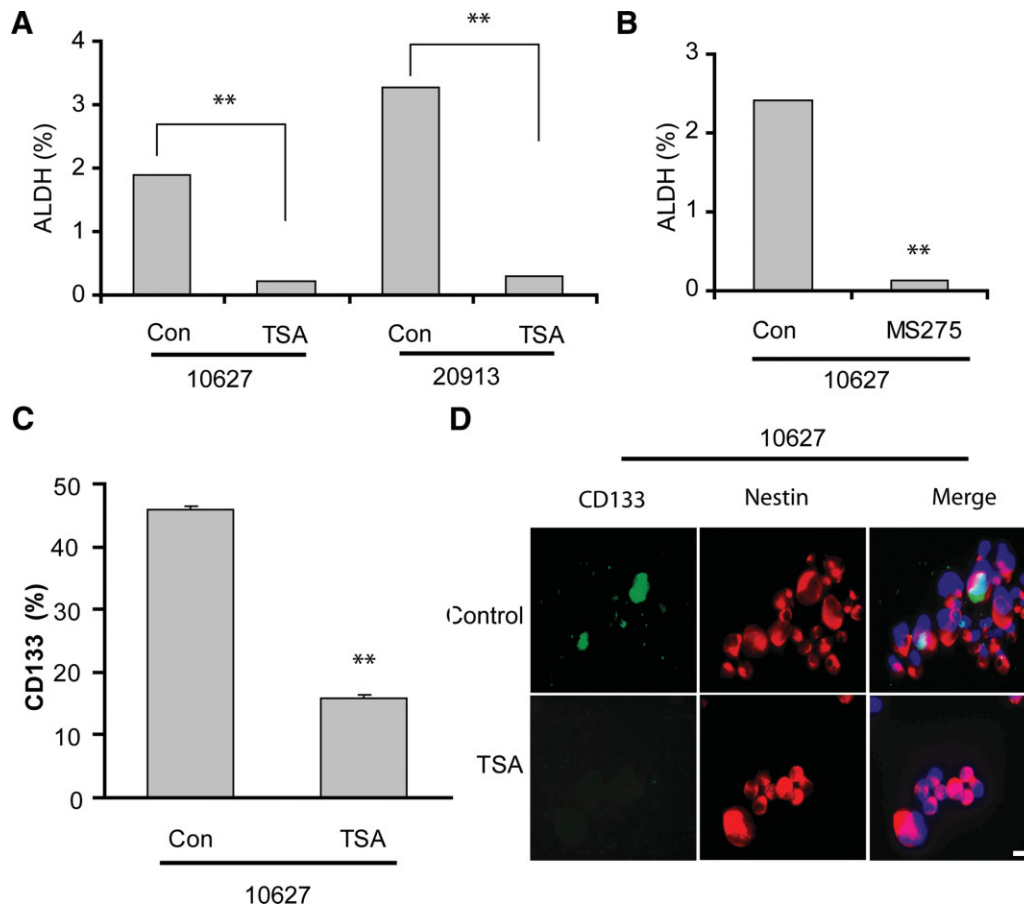 A
ALDH (%)
4
3
2
1
0
**
**
Con TSA Con TSA
10627 20913
B
ALDH (%)
3
2
1
0
**
Con MS275
10627
C
CD133 (%)
50
40
30
20
10
0
**
Con TSA
10627
D
10627
CD133 Nestin Merge
Control
TSA